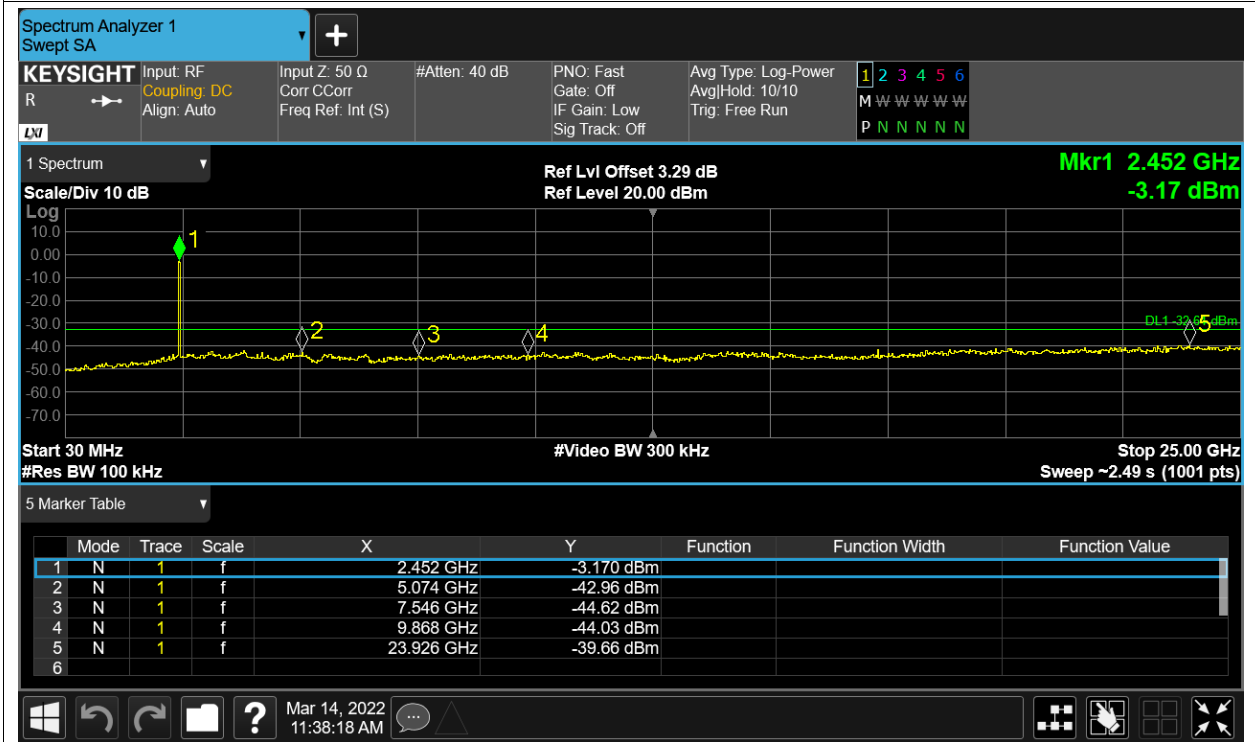 Spectrum Analyzer 1
Swept SA
KEYSIGHT
R
LXI
Input: RF
Coupling: DC
Align: Auto
Input Z: 50 Ω
Corr CCorr
Freq Ref: Int (S)
#Atten: 40 dB
PNO: Fast
Gate: Off
IF Gain: Low
Sig Track: Off
Avg Type: Log-Power
Avg|Hold: 10/10
Trig: Free Run
1 2 3 4 5 6
M W W W W W
P N N N N N
1 Spectrum
Scale/Div 10 dB
Ref Lvl Offset 3.29 dB
Ref Level 20.00 dBm
Mkr1 2.452 GHz
-3.17 dBm
Log
10.0
0.00
-10.0
-20.0
-30.0
-40.0
-50.0
-60.0
-70.0
1
2
3
4
5
Start 30 MHz
#Video BW 300 kHz
Stop 25.00 GHz
#Res BW 100 kHz
Sweep ~2.49 s (1001 pts)
5 Marker Table
Mode Trace Scale X Y Function Function Width Function Value
1 N 1 f 2.452 GHz -3.170 dBm
2 N 1 f 5.074 GHz -42.96 dBm
3 N 1 f 7.546 GHz -44.62 dBm
4 N 1 f 9.868 GHz -44.03 dBm
5 N 1 f 23.926 GHz -39.66 dBm
6
?
Mar 14, 2022
11:38:18 AM